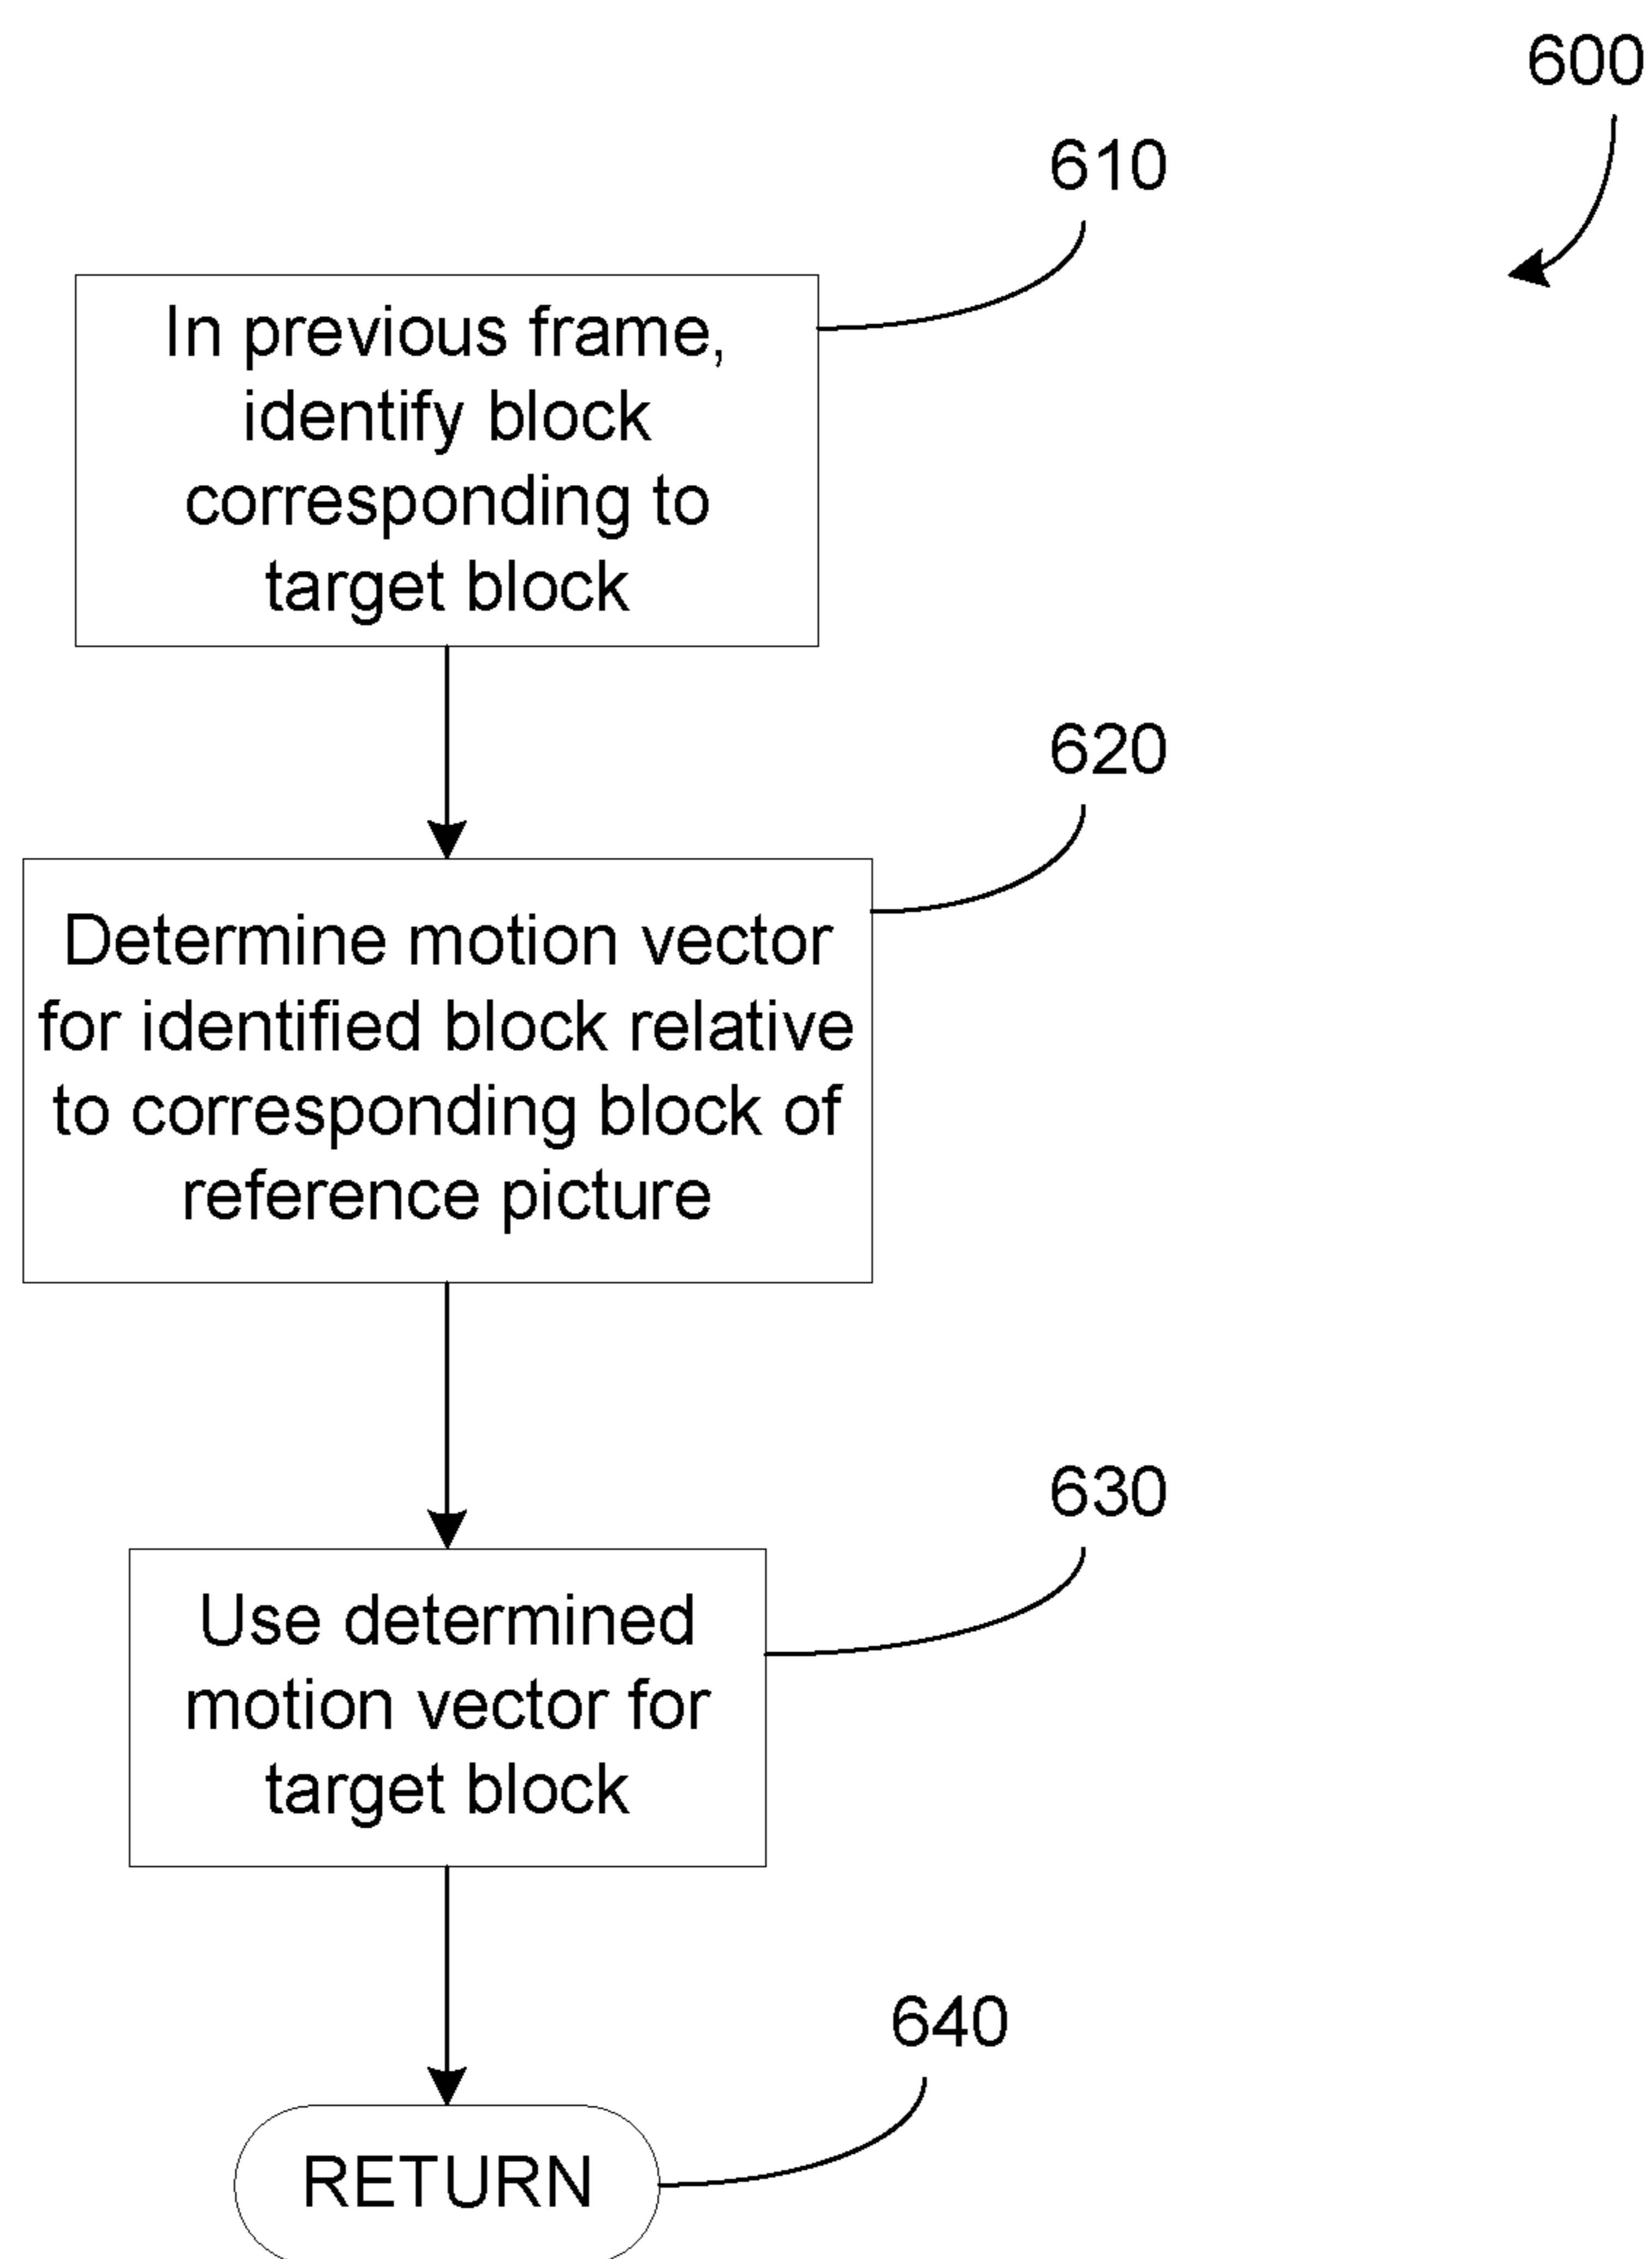 600
610
In previous frame,
identify block
corresponding to
target block
620
Determine motion vector
for identified block relative
to corresponding block of
reference picture
630
Use determined
motion vector for
target block
640
RETURN